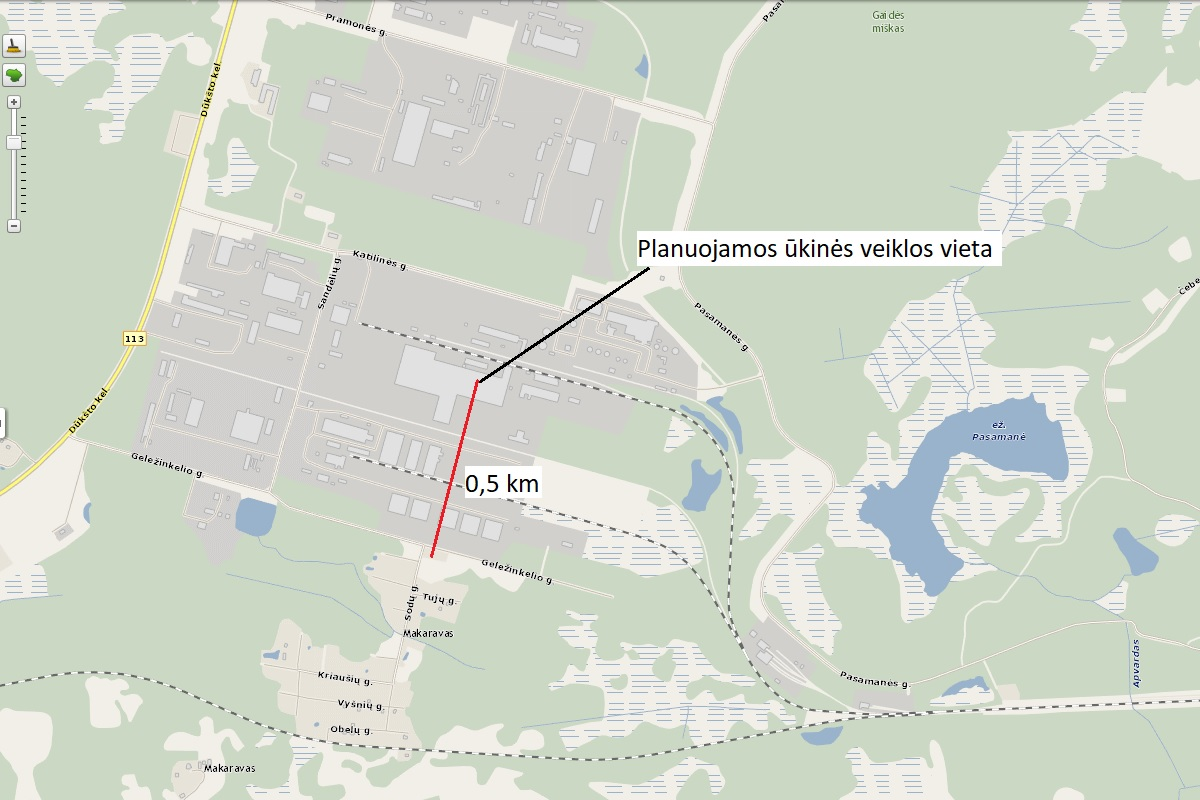 Pramonės g.
Pasar
Gaidės
miškas
Dūkšto kel.
Planuojamos ūkinės veiklos vieta
Katilinės g.
Sandėlių g.
Pasamanės g.
113
Dūkšto kel.
ež.
Pasamanė
Geležinkelio g.
0,5 km
Geležinkelio g.
Sodų g.
Tujų g.
Makaravas
Kriaušių g.
Vyšnių g.
Obelų g.
Makaravas
Pasamanės g.
Apvardas